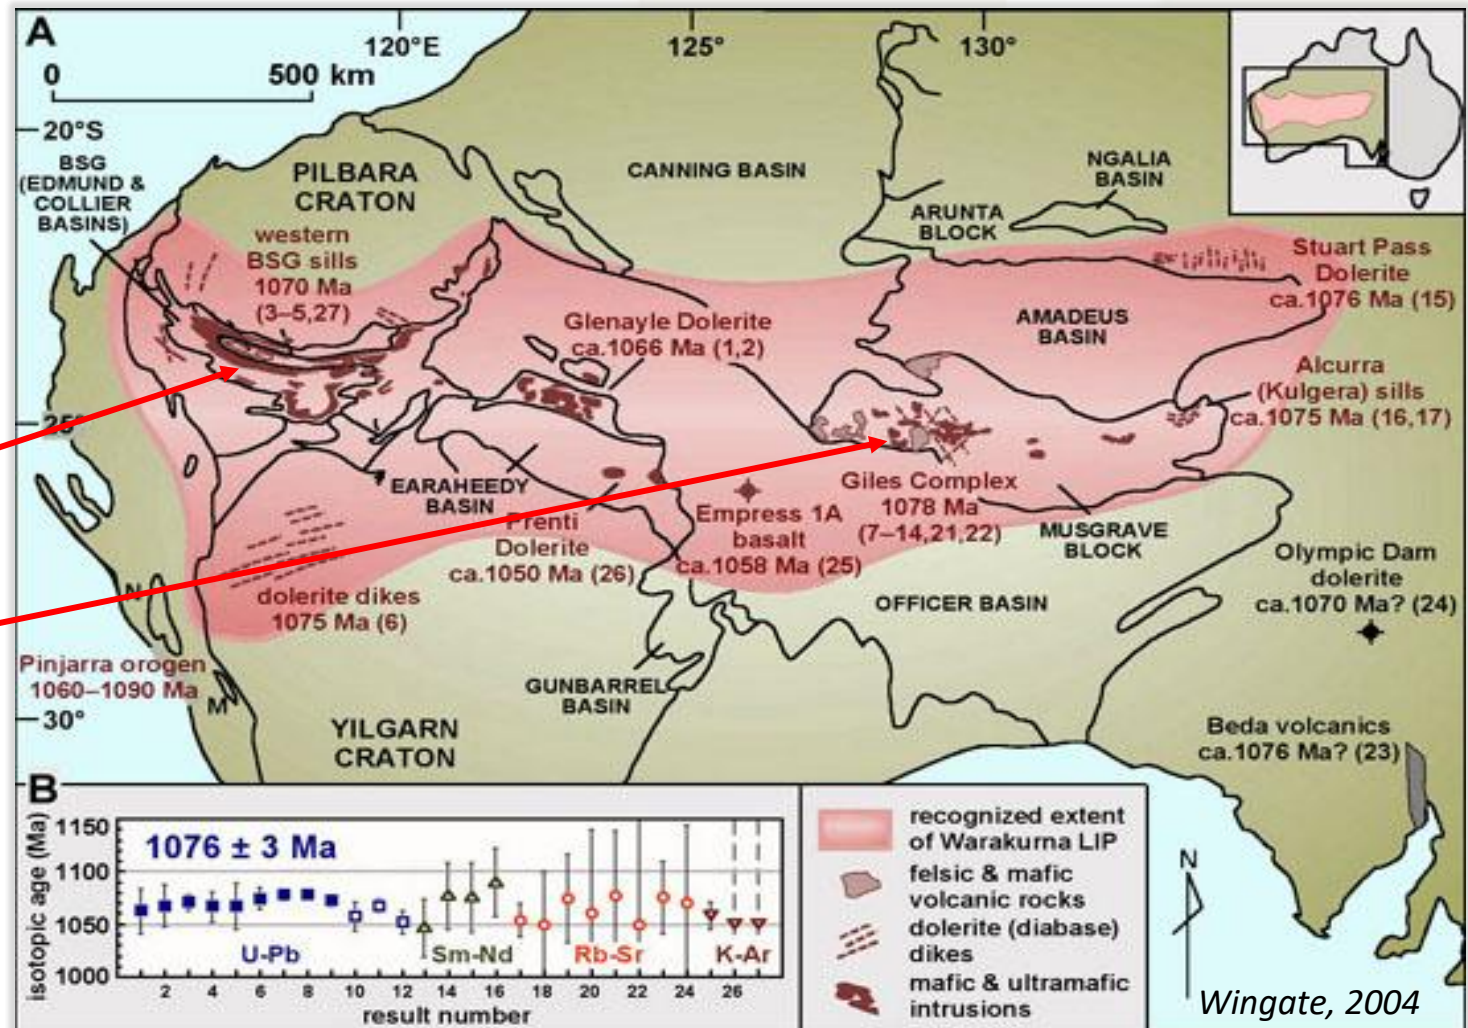 A
120°E
125°
130°
0
500 km
20°S
BSG
(EDMUND &
COLLIER
BASINS)
PILBARA
CRATON
CANNING BASIN
NGALIA
BASIN
ARUNTA
BLOCK
western
BSG sills
1070 Ma
(3–5,27)
Stuart Pass
Dolerite
ca.1076 Ma (15)
Glenayle Dolerite
ca.1066 Ma (1,2)
AMADEUS
BASIN
Alcurra
(Kulgera) sills
ca.1075 Ma (16,17)
25°
EARAHEEDY
BASIN
Prenti
Dolerite
ca.1050 Ma (26)
Empress 1A
basalt
ca.1058 Ma (25)
Giles Complex
1078 Ma
(7–14,21,22)
MUSGRAVE
BLOCK
Olympic Dam
dolerite
ca.1070 Ma? (24)
N
dolerite dikes
1075 Ma (6)
OFFICER BASIN
Pinjarra orogen
1060–1090 Ma
M
GUNBARREL
BASIN
30°
YILGARN
CRATON
Beda volcanics
ca.1076 Ma? (23)
B
isotopic age (Ma)
1150
1100
1050
1000
1076 ± 3 Ma
U-Pb
Sm-Nd
Rb-Sr
K-Ar
2 4 6 8 10 12 14 16 18 20 22 24 26
result number
recognized extent
of Warakurna LIP
felsic & mafic
volcanic rocks
dolerite (diabase)
dikes
mafic & ultramafic
intrusions
N
Wingate, 2004